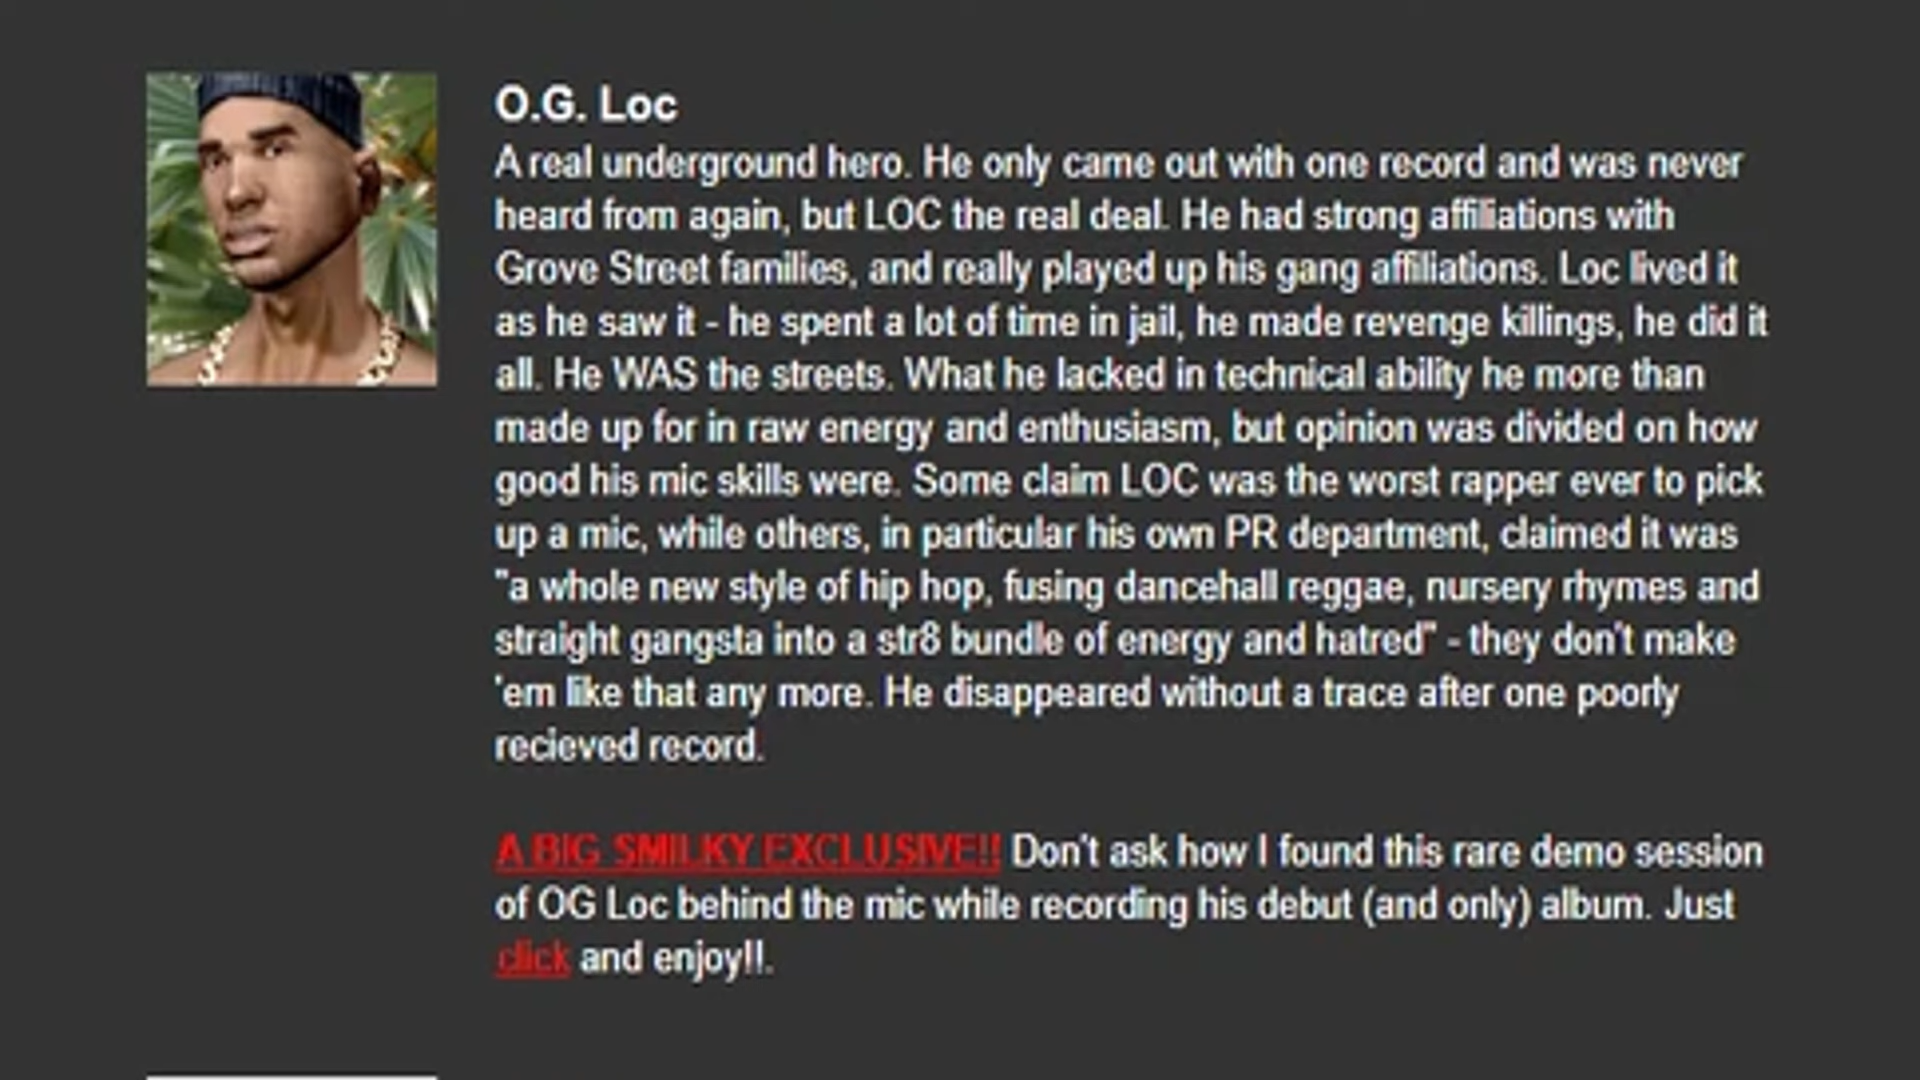 O.G. Loc
A real underground hero. He only came out with one record and was never
heard from again, but LOC the real deal. He had strong affiliations with
Grove Street families, and really played up his gang affiliations. Loc lived it
as he saw it - he spent a lot of time in jail, he made revenge killings, he did it
all. He WAS the streets. What he lacked in technical ability he more than
made up for in raw energy and enthusiasm, but opinion was divided on how
good his mic skills were. Some claim LOC was the worst rapper ever to pick
up a mic, while others, in particular his own PR department, claimed it was
"a whole new style of hip hop, fusing dancehall reggae, nursery rhymes and
straight gangsta into a str8 bundle of energy and hatred" - they don't make
'em like that any more. He disappeared without a trace after one poorly
recieved record.
A BIG SMILKY EXCLUSIVE!! Don't ask how I found this rare demo session
of OG Loc behind the mic while recording his debut (and only) album. Just
click and enjoy!!.